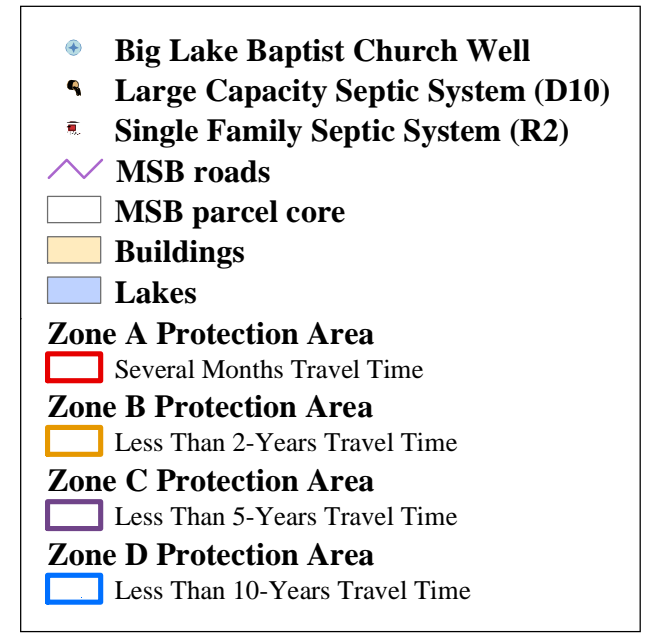 Big Lake Baptist Church Well
Large Capacity Septic System (D10)
Single Family Septic System (R2)
MSB roads
MSB parcel core
Buildings
Lakes
Zone A Protection Area
Several Months Travel Time
Zone B Protection Area
Less Than 2-Years Travel Time
Zone C Protection Area
Less Than 5-Years Travel Time
Zone D Protection Area
Less Than 10-Years Travel Time